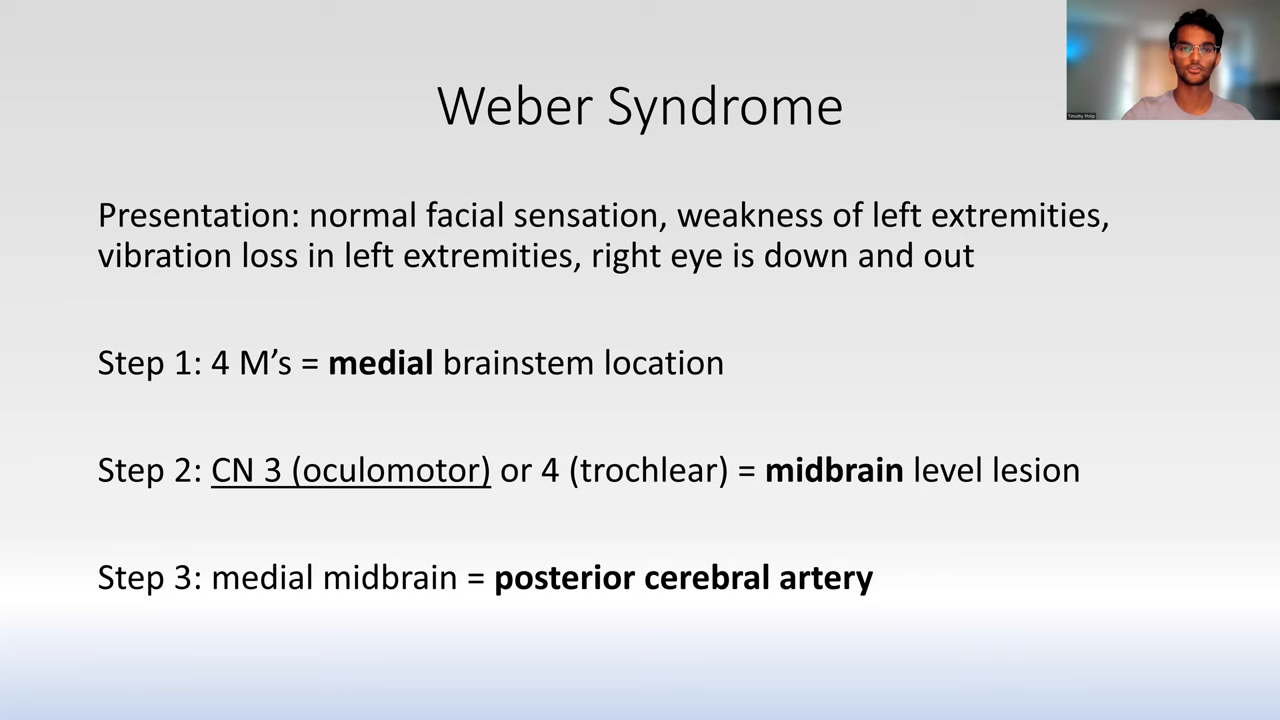 Weber Syndrome
Timothy Philip
Presentation: normal facial sensation, weakness of left extremities,
vibration loss in left extremities, right eye is down and out
Step 1: 4 M’s = medial brainstem location
Step 2: CN 3 (oculomotor) or 4 (trochlear) = midbrain level lesion
Step 3: medial midbrain = posterior cerebral artery